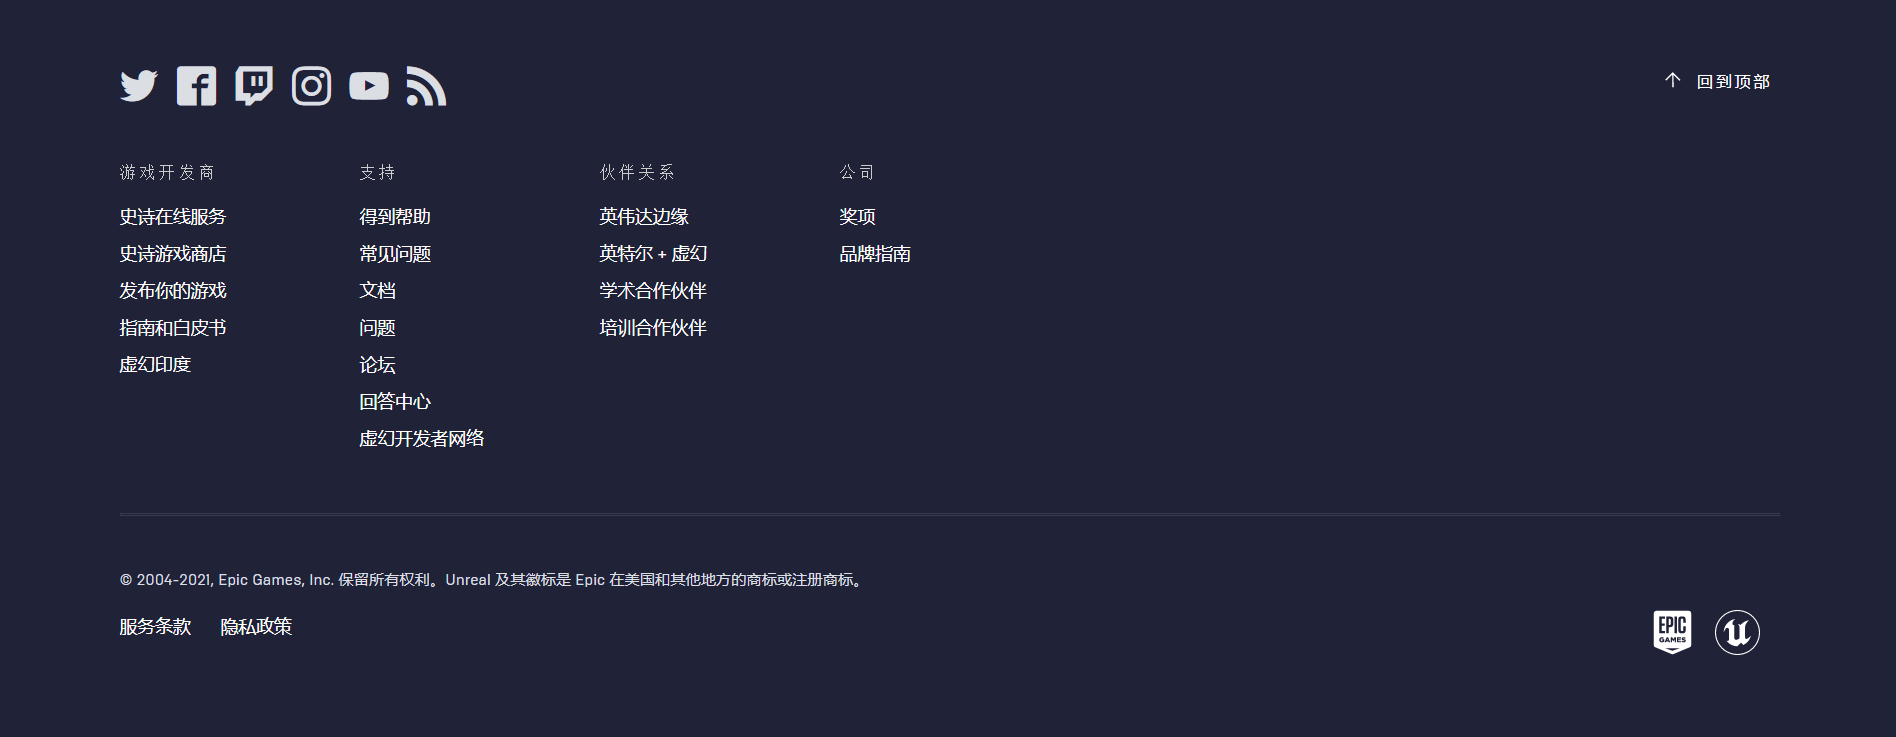 回到顶部
游戏开发商
史诗在线服务
史诗游戏商店
发布你的游戏
指南和白皮书
虚幻印度
支持
得到帮助
常见问题
文档
问题
论坛
回答中心
虚幻开发者网络
伙伴关系
英伟达边缘
英特尔 + 虚幻
学术合作伙伴
培训合作伙伴
公司
奖项
品牌指南
© 2004-2021, Epic Games, Inc. 保留所有权利。Unreal 及其徽标是 Epic 在美国和其他地方的商标或注册商标。
服务条款 隐私政策
EPIC
GAMES